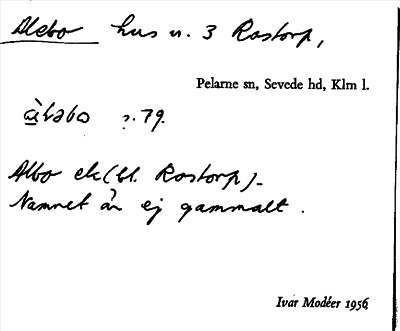 Alebo hus n. 3 Rostorp,
Pelarne sn, Sevede hd, Klm l.
79.
Albo ek (bl. Rostorp).
Namnet är ej gammalt.
Ivar Modéer 1956